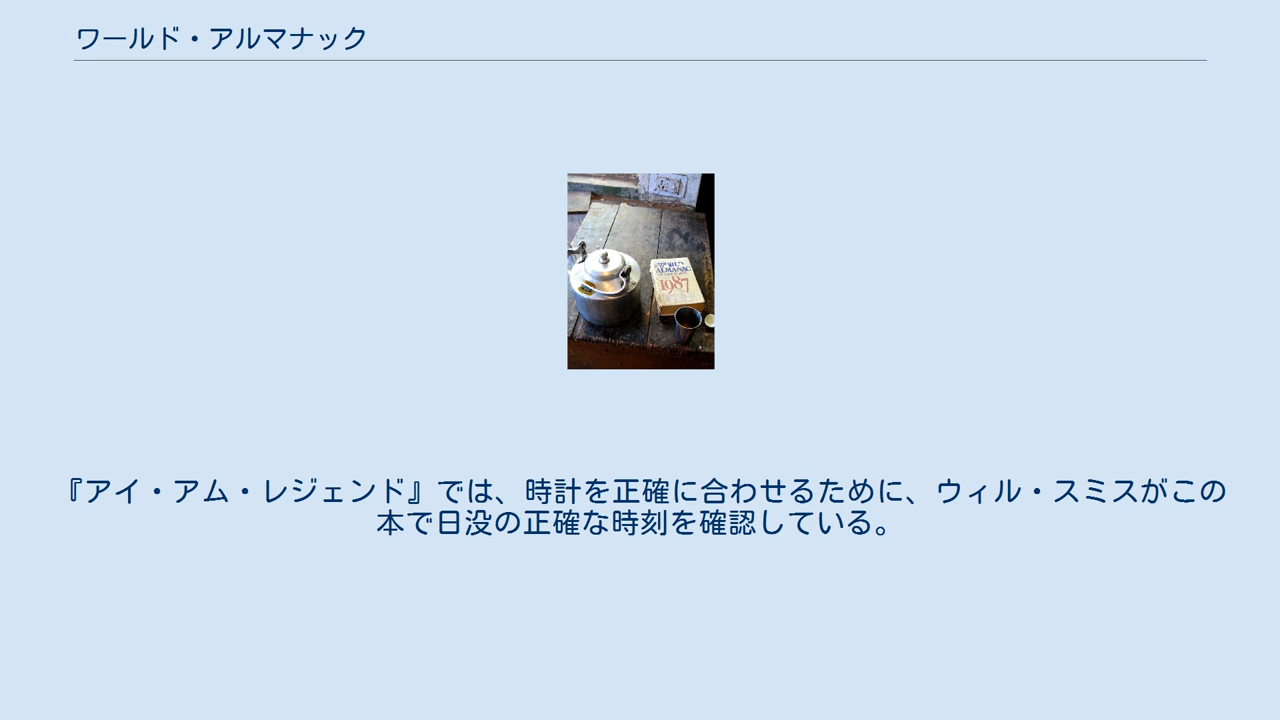 ワールド・アルマナック
ALMANAC
1987
『アイ・アム・レジェンド』では、時計を正確に合わせるために、ウィル・スミスがこの
本で日没の正確な時刻を確認している。